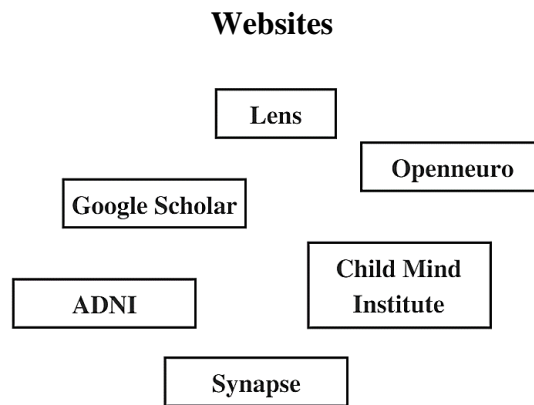 Websites
Lens
Openneuro
Google Scholar
Child Mind
Institute
ADNI
Synapse